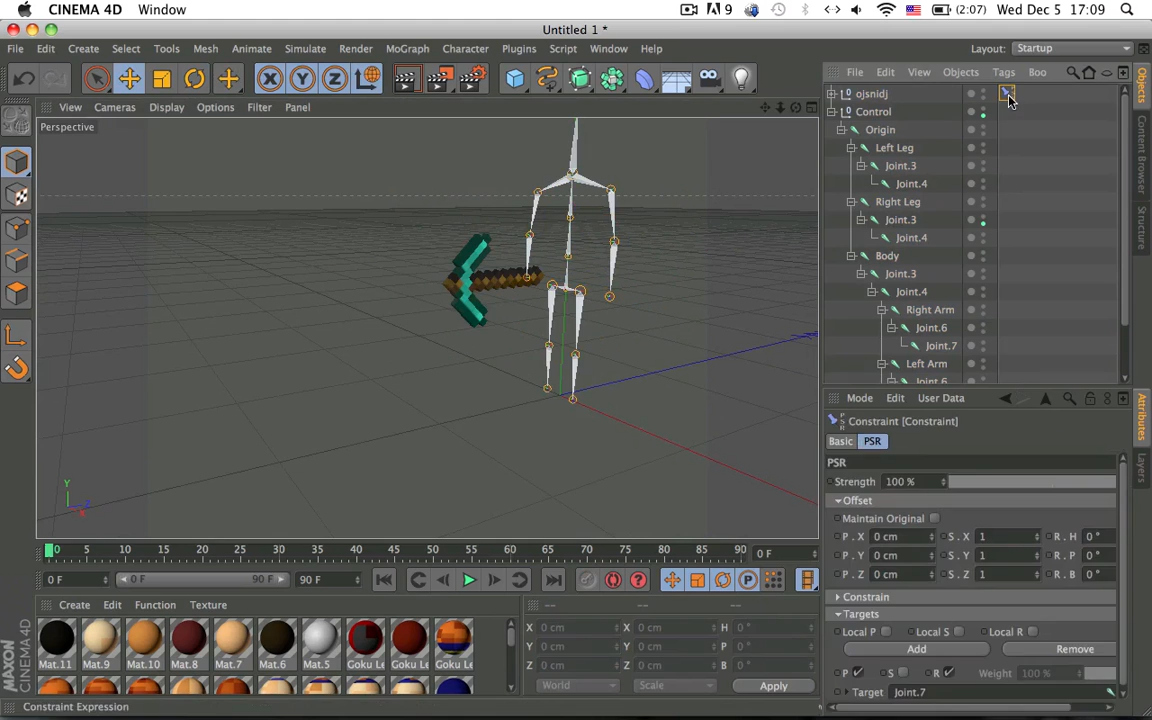 CINEMA 4D Window 9 (2:07) Wed Dec 5 17:09
Untitled 1 *
File Edit Create Select Tools Mesh Animate Simulate Render MoGraph Character Plugins Script Window Help Layout: Startup
X Y Z
File Edit View Objects Tags Boo
View Cameras Display Options Filter Panel
Perspective
ojsnidj
Control
Origin
Left Leg
Joint.3
Joint.4
Right Leg
Joint.3
Joint.4
Body
Joint.3
Joint.4
Right Arm
Joint.6
Joint.7
Left Arm
Joint.6
Objects
Content Browser
Structure
Mode Edit User Data
Constraint [Constraint]
Basic PSR
PSR
Strength 100 %
Offset
Maintain Original
P . X 0 cm S . X 1 R . H 0 °
P . Y 0 cm S . Y 1 R . P 0 °
P . Z 0 cm S . Z 1 R . B 0 °
Constrain
Targets
Local P Local S Local R
Add Remove
P S R Weight 100 %
Target Joint.7
Attributes
Layers
Y
Z
X
0 5 10 15 20 25 30 35 40 45 50 55 60 65 70 75 80 85 90 0 F
0 F 0 F 90 F 90 F
Create Edit Function Texture
Mat.11 Mat.9 Mat.10 Mat.8 Mat.7 Mat.6 Mat.5 Goku Le Goku Le Goku Le
-- -- --
X 0 cm X 0 cm H 0 °
Y 0 cm Y 0 cm P 0 °
Z 0 cm Z 0 cm B 0 °
World Scale Apply
MAXON
CINEMA 4D
Constraint Expression